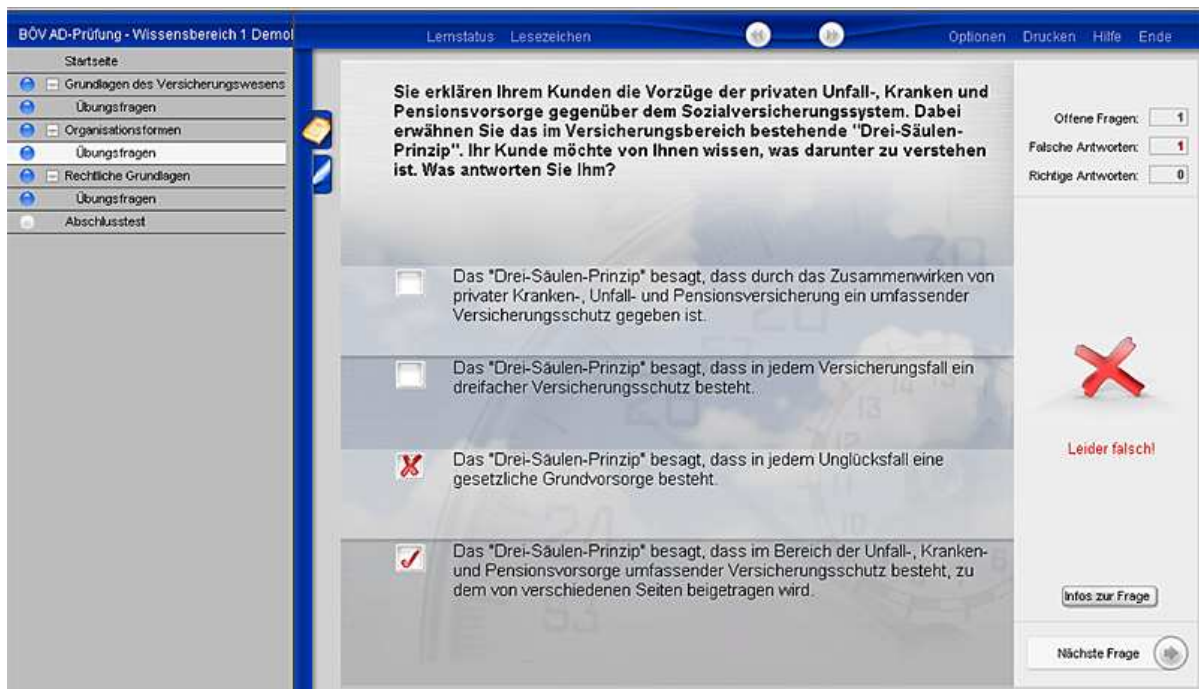 BÖV AD-Prüfung - Wissensbereich 1 Demo
Lernstatus Lesezeichen
Optionen Drucken Hilfe Ende
Startseite
Grundlagen des Versicherungswesens
Übungsfragen
Organisationsformen
Übungsfragen
Rechtliche Grundlagen
Übungsfragen
Abschlusstest
Sie erklären Ihrem Kunden die Vorzüge der privaten Unfall-, Kranken und
Pensionsvorsorge gegenüber dem Sozialversicherungssystem. Dabei
erwähnen Sie das im Versicherungsbereich bestehende "Drei-Säulen-
Prinzip". Ihr Kunde möchte von Ihnen wissen, was darunter zu verstehen
ist. Was antworten Sie Ihm?
Das "Drei-Säulen-Prinzip" besagt, dass durch das Zusammenwirken von
privater Kranken-, Unfall- und Pensionsversicherung ein umfassender
Versicherungsschutz gegeben ist.
Das "Drei-Säulen-Prinzip" besagt, dass in jedem Versicherungsfall ein
dreifacher Versicherungsschutz besteht.
Das "Drei-Säulen-Prinzip" besagt, dass in jedem Unglücksfall eine
gesetzliche Grundvorsorge besteht.
Das "Drei-Säulen-Prinzip" besagt, dass im Bereich der Unfall-, Kranken-
und Pensionsvorsorge umfassender Versicherungsschutz besteht, zu
dem von verschiedenen Seiten beigetragen wird.
Offene Fragen: 1
Falsche Antworten: 1
Richtige Antworten: 0
Leider falsch!
Infos zur Frage
Nächste Frage